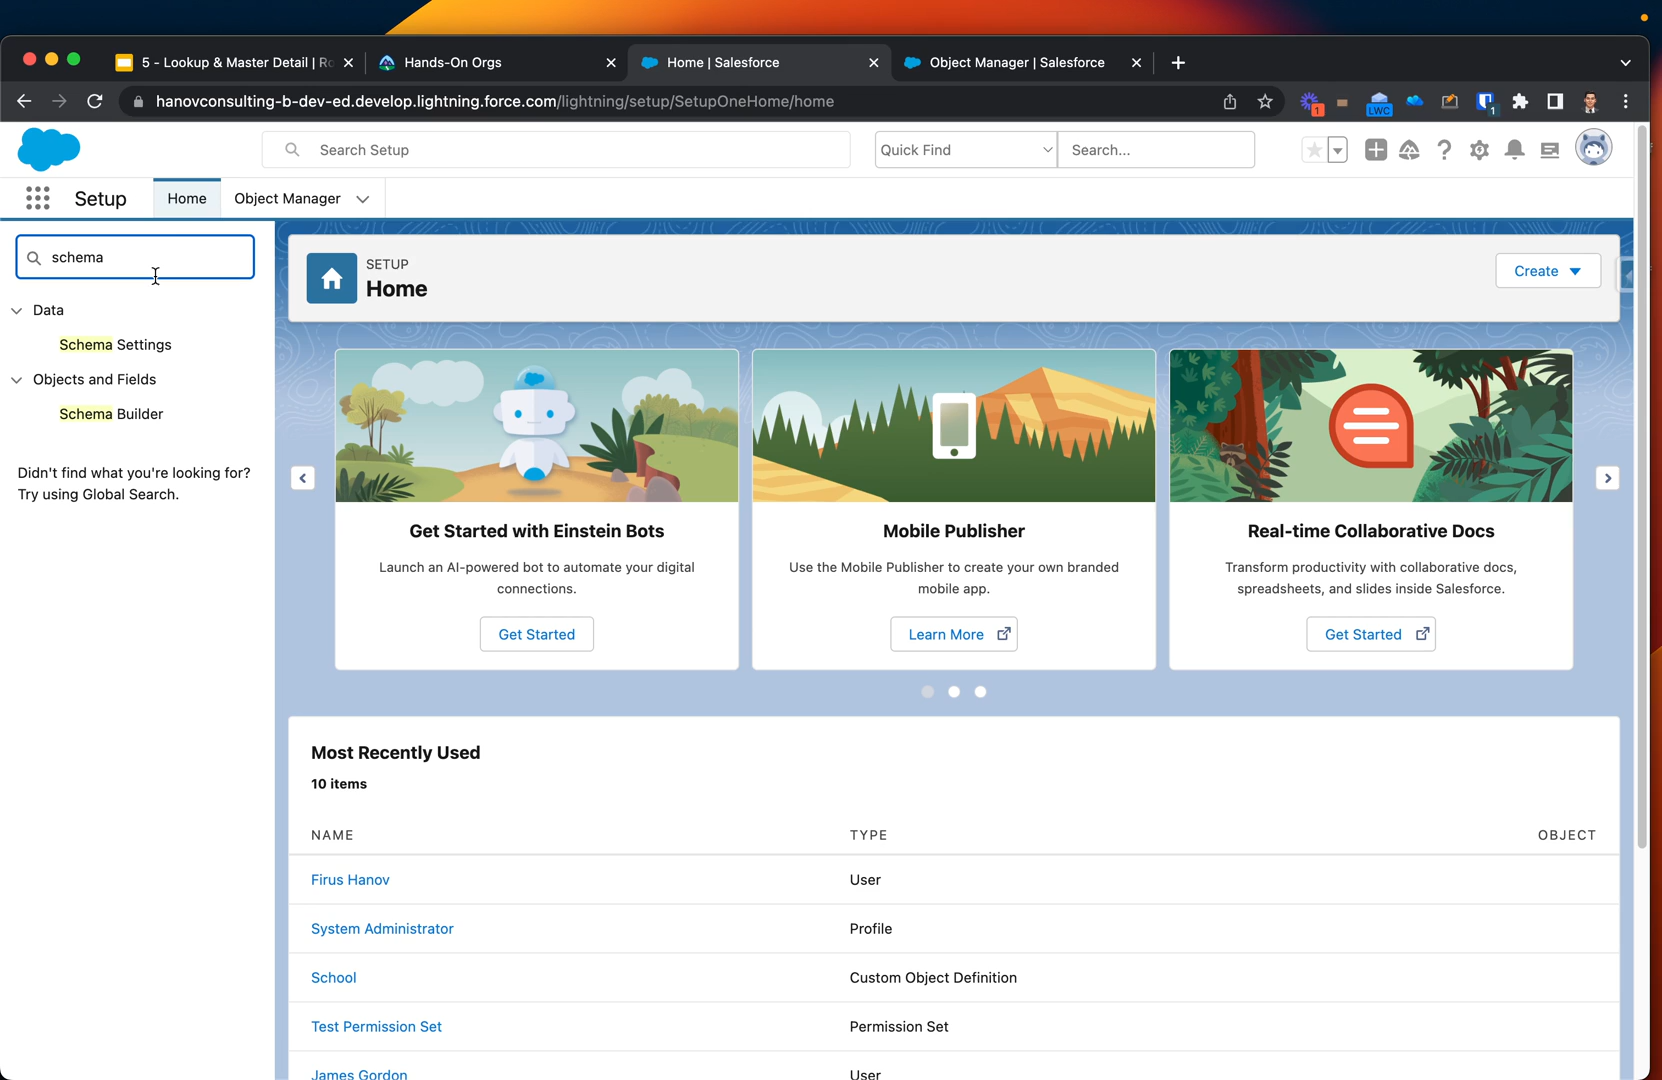 5 - Lookup & Master Detail | Ro
Hands-On Orgs
Home | Salesforce
Object Manager | Salesforce
hanovconsulting-b-dev-ed.develop.lightning.force.com/lightning/setup/SetupOneHome/home
1
LWC
1
Search Setup
Quick Find
Search...
Setup
Home
Object Manager
schema
Data
Schema Settings
Objects and Fields
Schema Builder
Didn't find what you're looking for?
Try using Global Search.
SETUP
Home
Create
Get Started with Einstein Bots
Launch an AI-powered bot to automate your digital
connections.
Get Started
Mobile Publisher
Use the Mobile Publisher to create your own branded
mobile app.
Learn More
Real-time Collaborative Docs
Transform productivity with collaborative docs,
spreadsheets, and slides inside Salesforce.
Get Started
Most Recently Used
10 items
NAME TYPE OBJECT
Firus Hanov User
System Administrator Profile
School Custom Object Definition
Test Permission Set Permission Set
James Gordon User